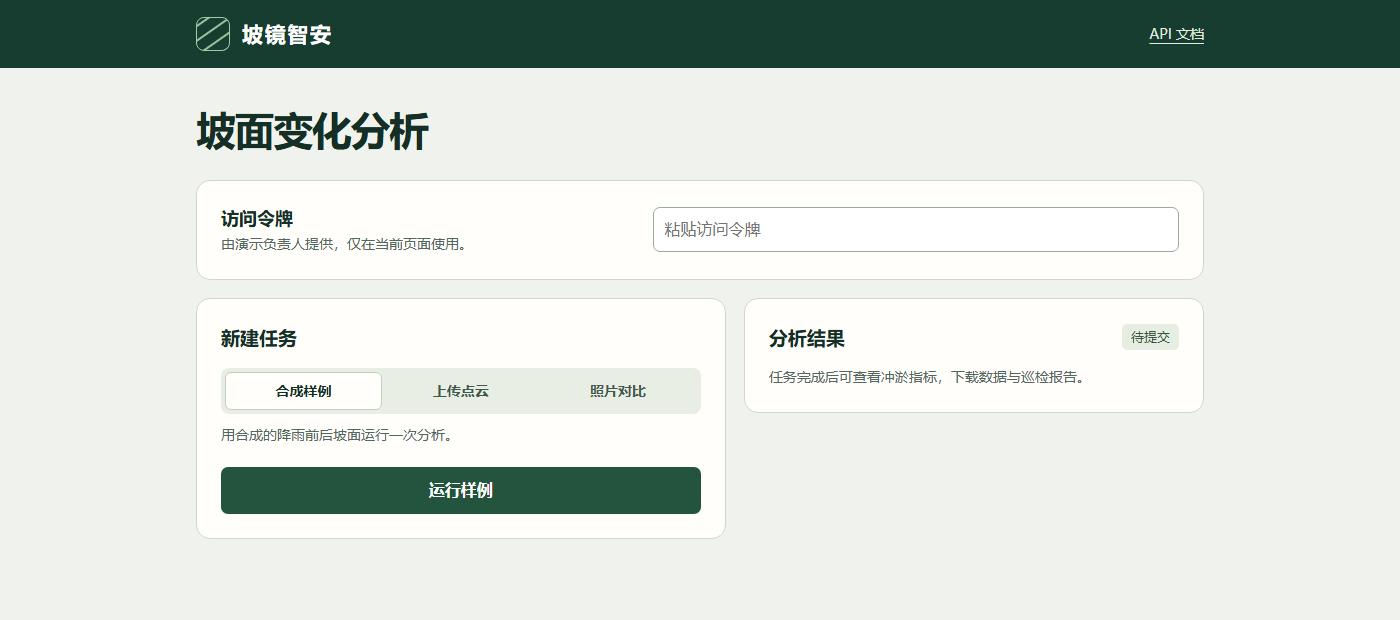 坡镜智安
API 文档
坡面变化分析
访问令牌
由演示负责人提供，仅在当前页面使用。
粘贴访问令牌
新建任务
合成样例
上传点云
照片对比
用合成的降雨前后坡面运行一次分析。
运行样例
分析结果
待提交
任务完成后可查看冲淤指标，下载数据与巡检报告。